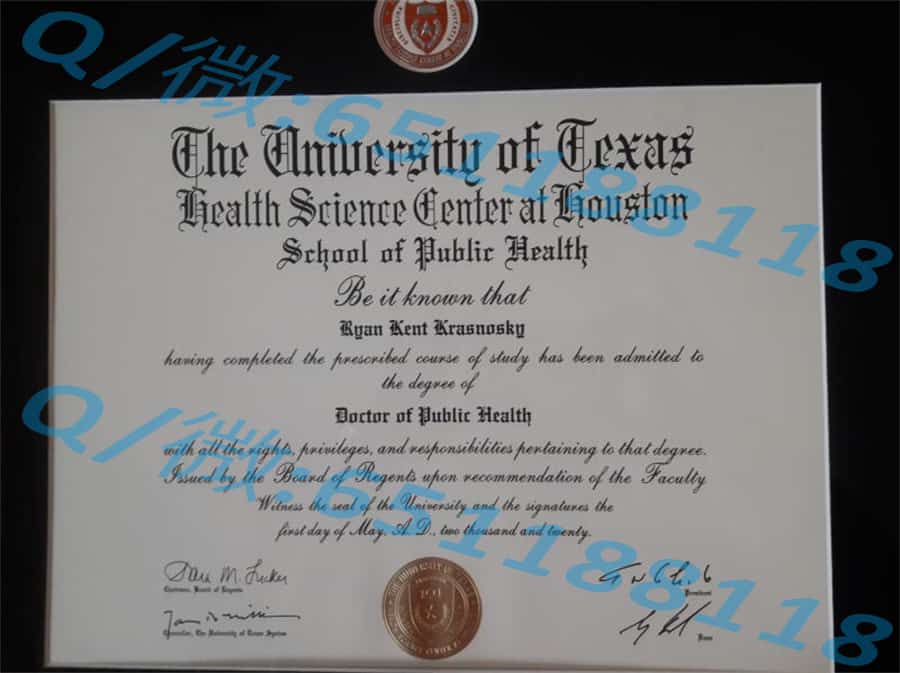 Q/微:651188118
The University of Texas
Health Science Center at Houston
School of Public Health
Be it known that
Ryan Kent Krasnosky
having completed the prescribed course of study has been admitted to
the degree of
Doctor of Public Health
with all the rights, privileges, and responsibilities pertaining to that degree.
Issued by the Board of Regents upon recommendation of the Faculty
Witness the seal of the University and the signatures the
first day of May, A. D., two thousand and twenty.
Q/微:651188118
Chairman, Board of Regents
President
Chancellor, The University of Texas System
Dean